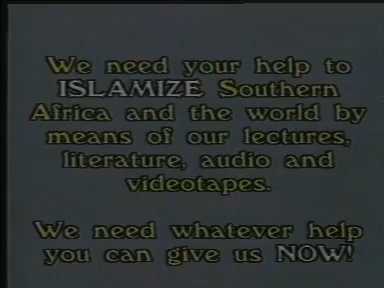 We need your help to
ISLAMIZE Southern
Africa and the world by
means of our lectures,
literature, audio and
videotapes.
We need whatever help
you can give us NOW!